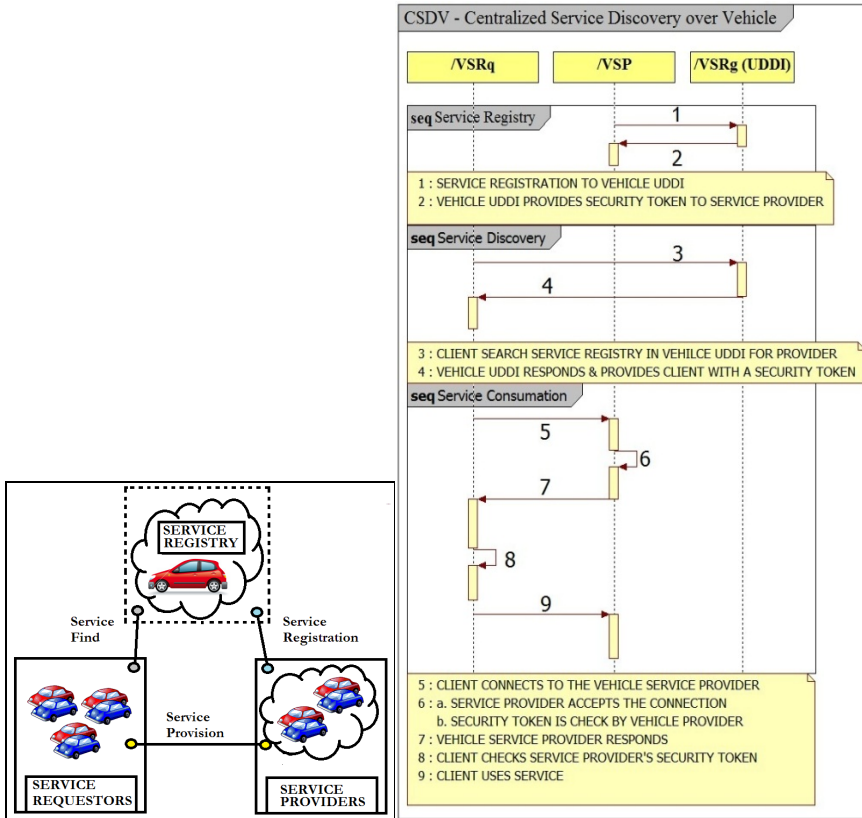 SERVICE
REGISTRY
Service
Find
Service
Registration
Service
Provision
SERVICE
REQUESTORS
SERVICE
PROVIDERS
CSDV - Centralized Service Discovery over Vehicle
/VSRq
/VSP
/VSRg (UDDI)
seq Service Registry
1
2
1 : SERVICE REGISTRATION TO VEHICLE UDDI
2 : VEHICLE UDDI PROVIDES SECURITY TOKEN TO SERVICE PROVIDER
seq Service Discovery
3
4
3 : CLIENT SEARCH SERVICE REGISTRY IN VEHILCE UDDI FOR PROVIDER
4 : VEHICLE UDDI RESPONDS & PROVIDES CLIENT WITH A SECURITY TOKEN
seq Service Consumation
5
6
7
8
9
5 : CLIENT CONNECTS TO THE VEHICLE SERVICE PROVIDER
6 : a. SERVICE PROVIDER ACCEPTS THE CONNECTION
b. SECURITY TOKEN IS CHECK BY VEHICLE PROVIDER
7 : VEHICLE SERVICE PROVIDER RESPONDS
8 : CLIENT CHECKS SERVICE PROVIDER'S SECURITY TOKEN
9 : CLIENT USES SERVICE